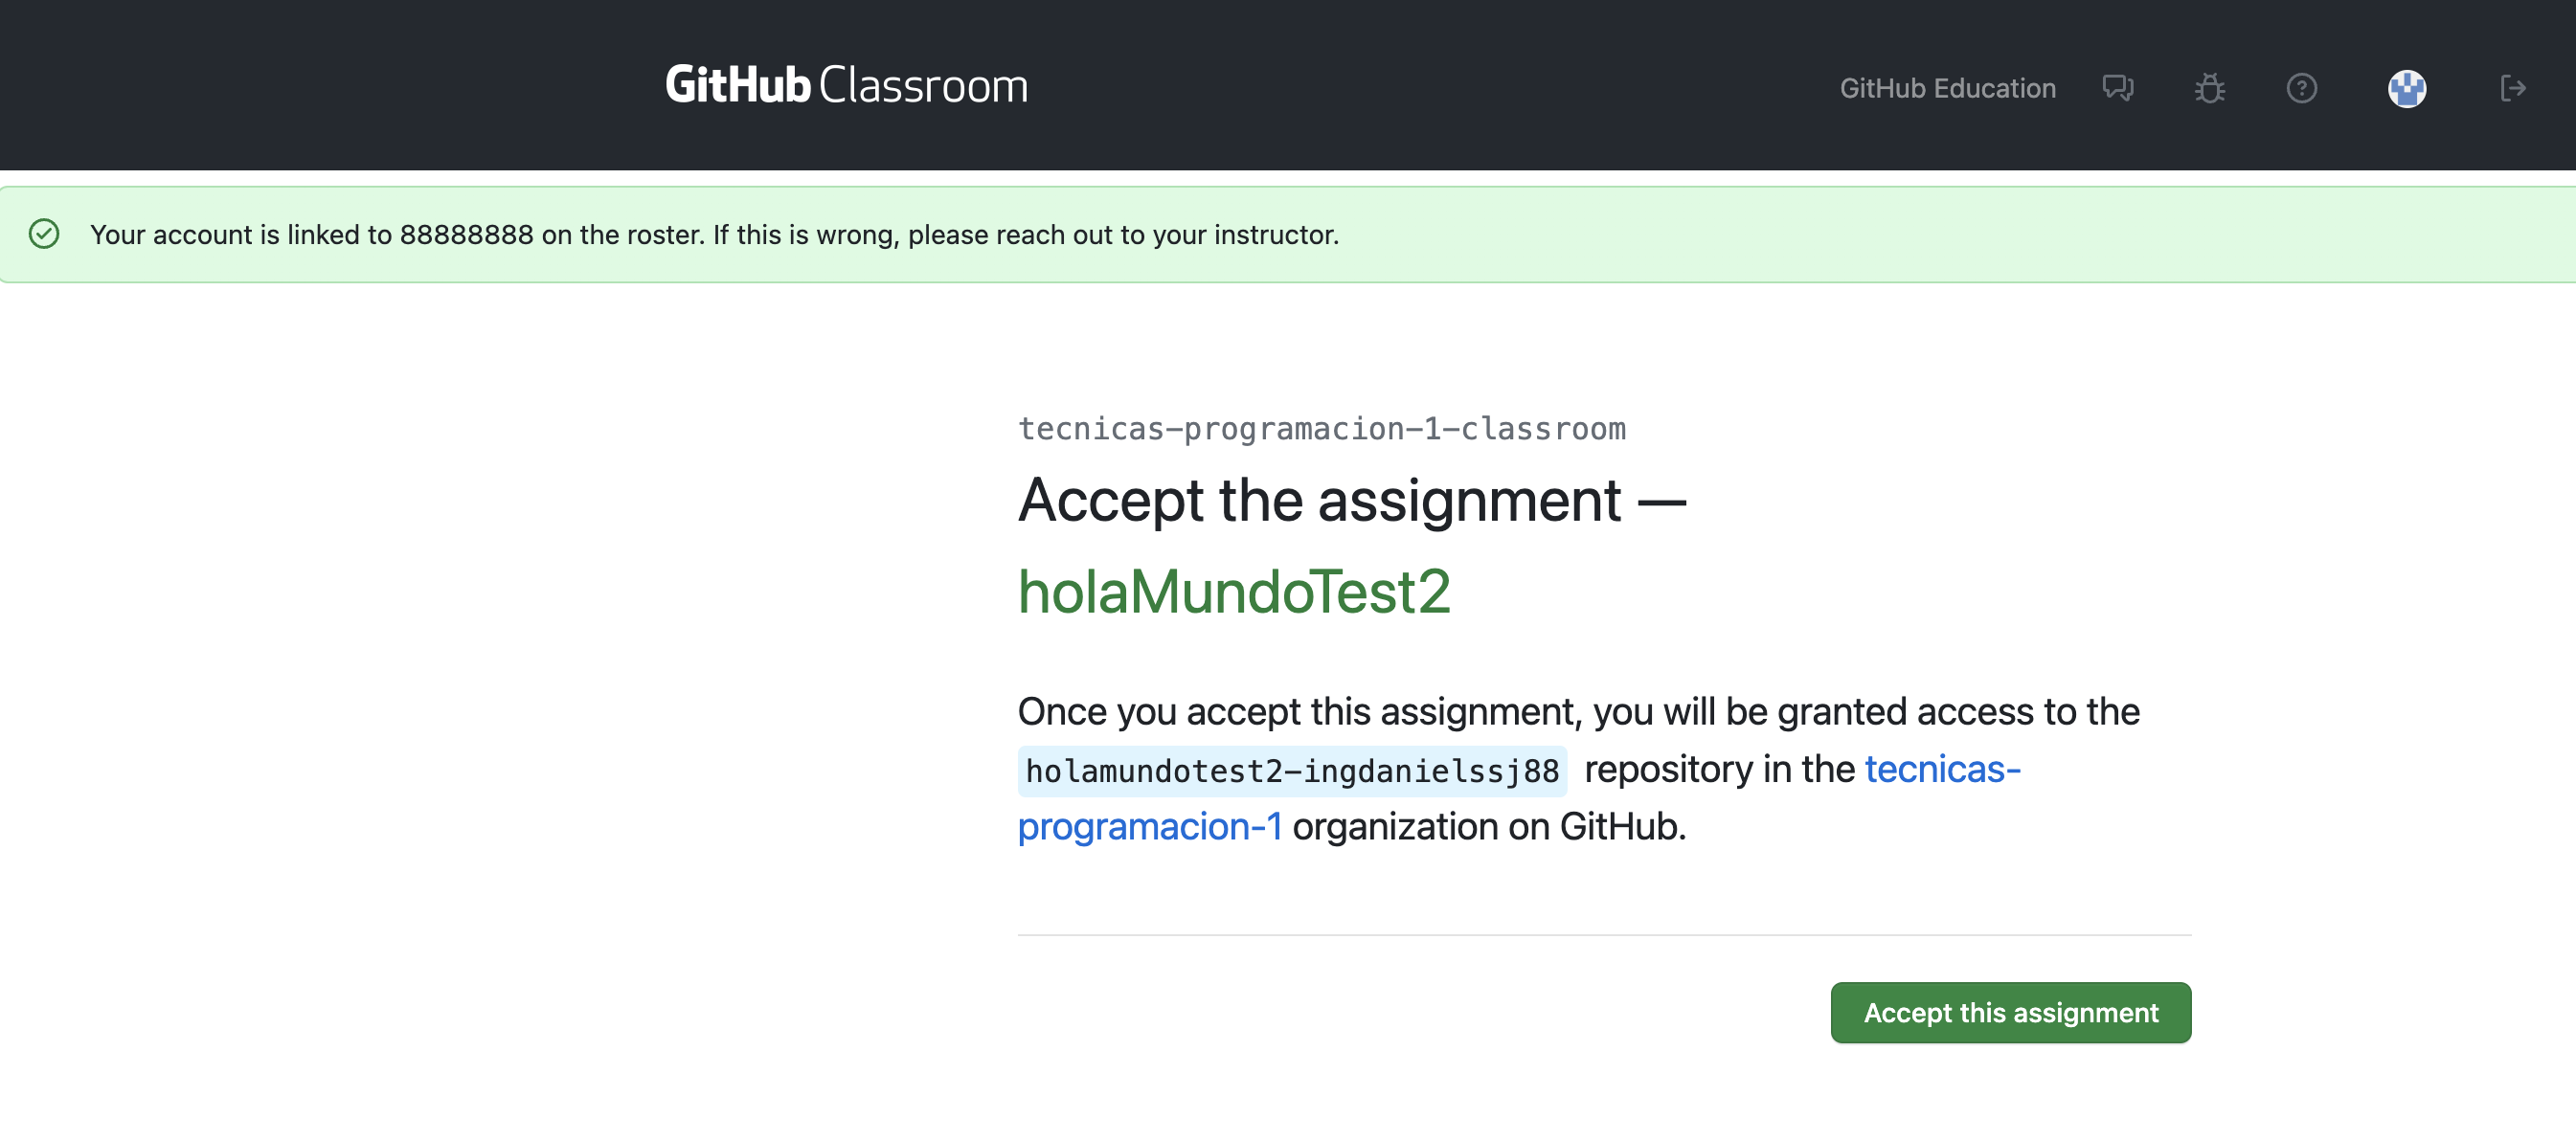 GitHub Classroom
GitHub Education
Your account is linked to 88888888 on the roster. If this is wrong, please reach out to your instructor.
tecnicas-programacion-1-classroom
Accept the assignment —
holaMundoTest2
Once you accept this assignment, you will be granted access to the
holamundotest2-ingdanielssj88 repository in the tecnicas-
programacion-1 organization on GitHub.
Accept this assignment